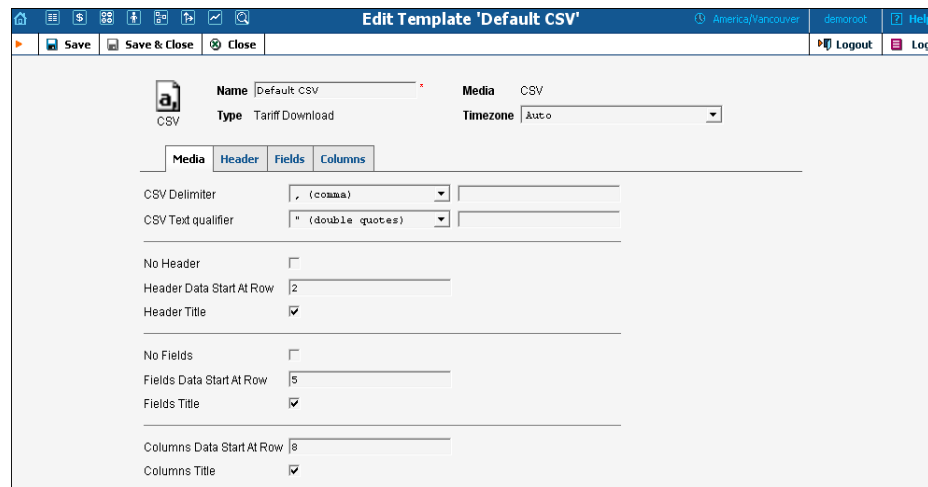 Edit Template 'Default CSV' America/Vancouver demoroot ? Help
Save Save & Close Close Logout Log
a,
CSV
Name Default CSV * Media CSV
Type Tariff Download Timezone Auto
Media Header Fields Columns
CSV Delimiter , (comma)
CSV Text qualifier " (double quotes)
No Header
Header Data Start At Row 2
Header Title
No Fields
Fields Data Start At Row 5
Fields Title
Columns Data Start At Row 8
Columns Title